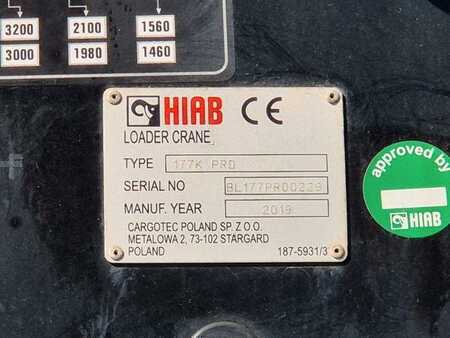 3200 2100 1560
3000 1980 1460
HIAB CE
LOADER CRANE
TYPE 177K PRO
SERIAL NO BL177PR00229
MANUF. YEAR 2019
CARGOTEC POLAND SP. Z O.O.
METALOWA 2, 73-102 STARGARD
POLAND 187-5931/3
approved by
HIAB